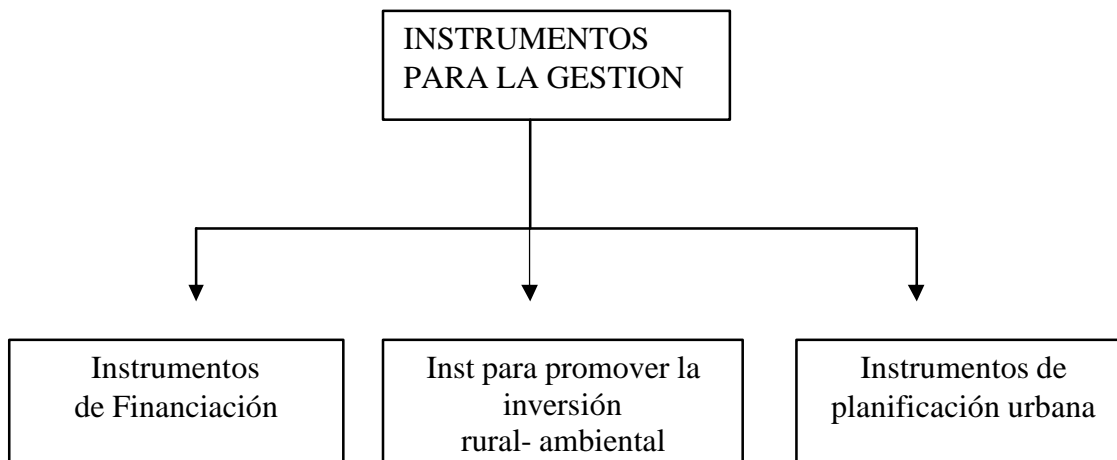 INSTRUMENTOS
PARA LA GESTION
Instrumentos
de Financiación
Inst para promover la
inversión
rural- ambiental
Instrumentos de
planificación urbana